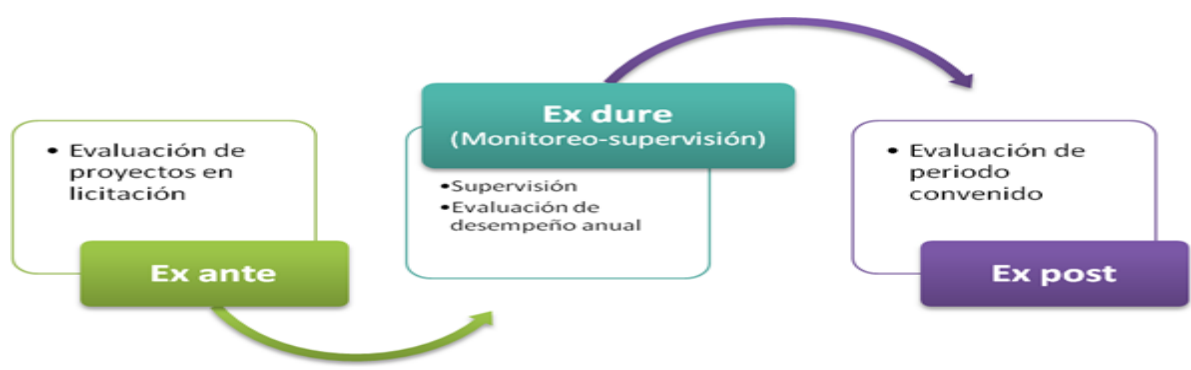 • Evaluación de
proyectos en
licitación
Ex ante
Ex dure
(Monitoreo-supervisión)
•Supervisión
•Evaluación de
desempeño anual
• Evaluación de
periodo
convenido
Ex post